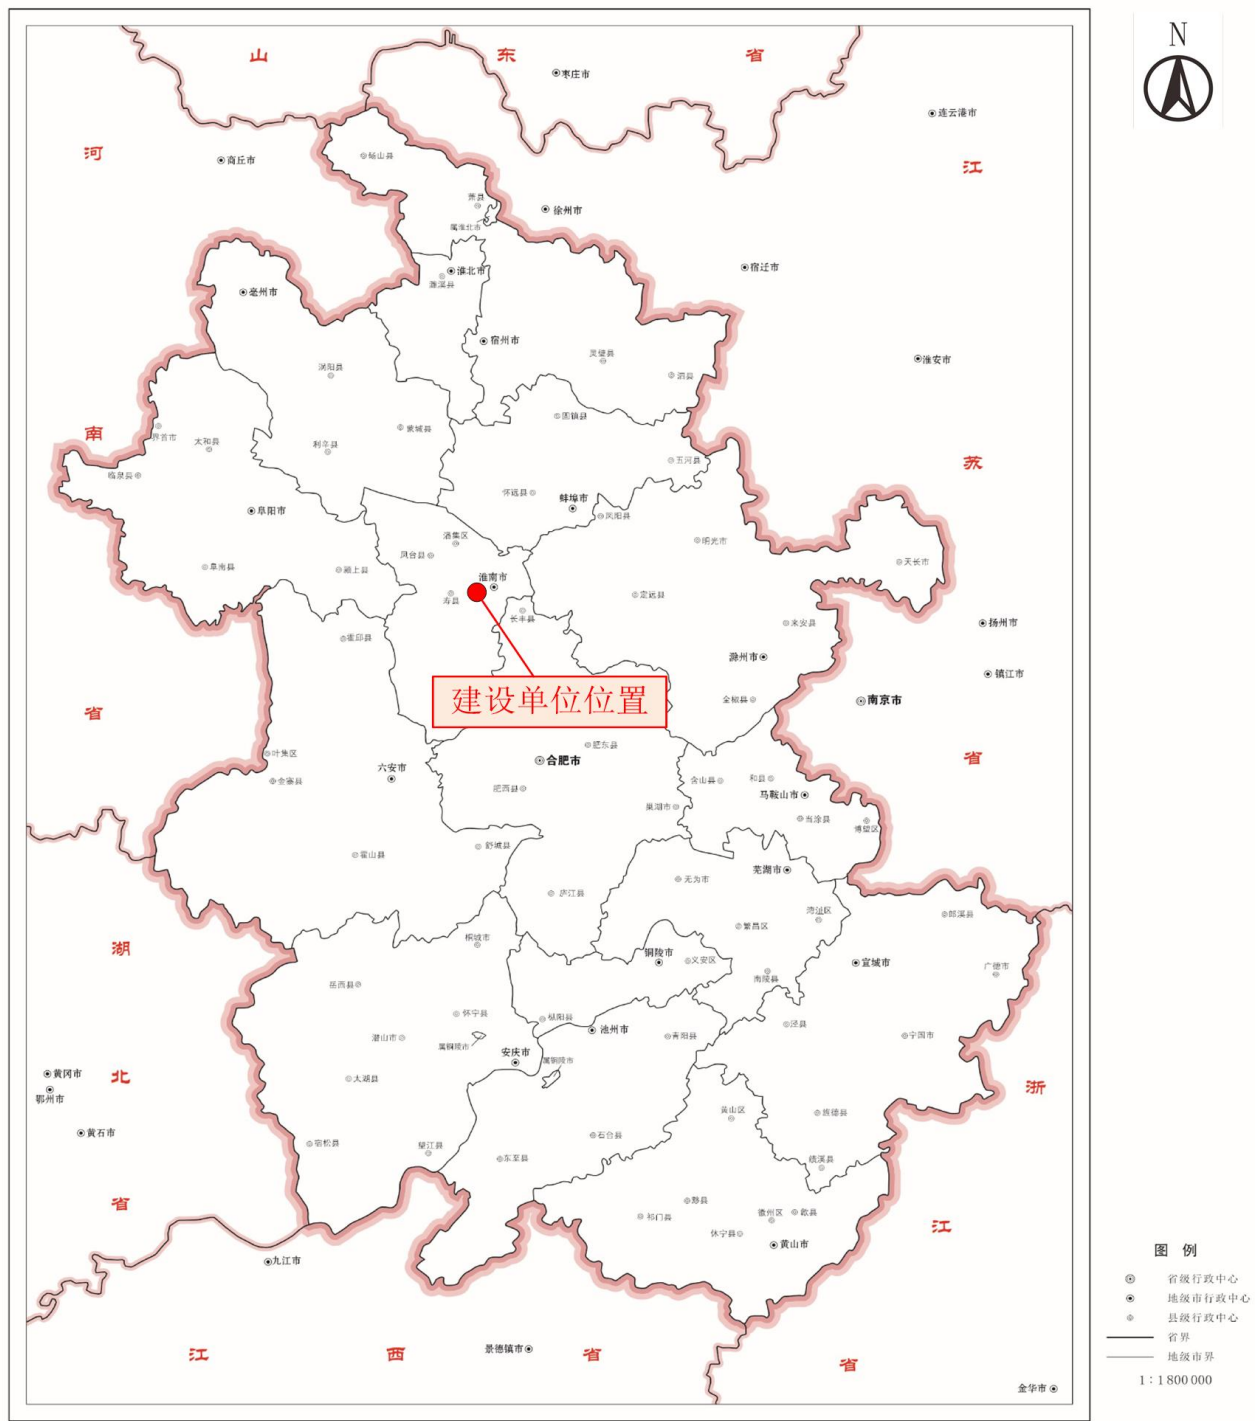 山 东 省
N
枣庄市
连云港市
河
商丘市
砀山县
江
萧县
徐州市
属淮北市
淮北市
宿迁市
濉溪县
亳州市
宿州市
灵璧县
淮安市
涡阳县
泗县
固镇县
南
界首市
蒙城县
太和县
利辛县
五河县
苏
临泉县
怀远县
蚌埠市
阜阳市
凤阳县
潘集区
明光市
凤台县
天长市
阜南县
颍上县
淮南市
寿县
定远县
长丰县
来安县
扬州市
霍邱县
滁州市
镇江市
建设单位位置
全椒县
南京市
省
叶集区
肥东县
省
合肥市
六安市
金寨县
含山县
和县
肥西县
马鞍山市
巢湖市
当涂县
博望区
舒城县
霍山县
芜湖市
无为市
庐江县
湾沚区
郎溪县
繁昌区
桐城市
湖
铜陵市
义安区
宣城市
广德市
南陵县
岳西县
怀宁县
枞阳县
池州市
泾县
潜山市
属铜陵市
青阳县
宁国市
安庆市
属铜陵市
黄冈市
北
太湖县
鄂州市
浙
黄山区
旌德县
黄石市
石台县
宿松县
望江县
东至县
绩溪县
省
黟县
祁门县
徽州区
歙县
江
休宁县
黄山市
九江市
图 例
省级行政中心
地级市行政中心
县级行政中心
省界
地级市界
1：1 800 000
江 西 省
景德镇市
省
金华市